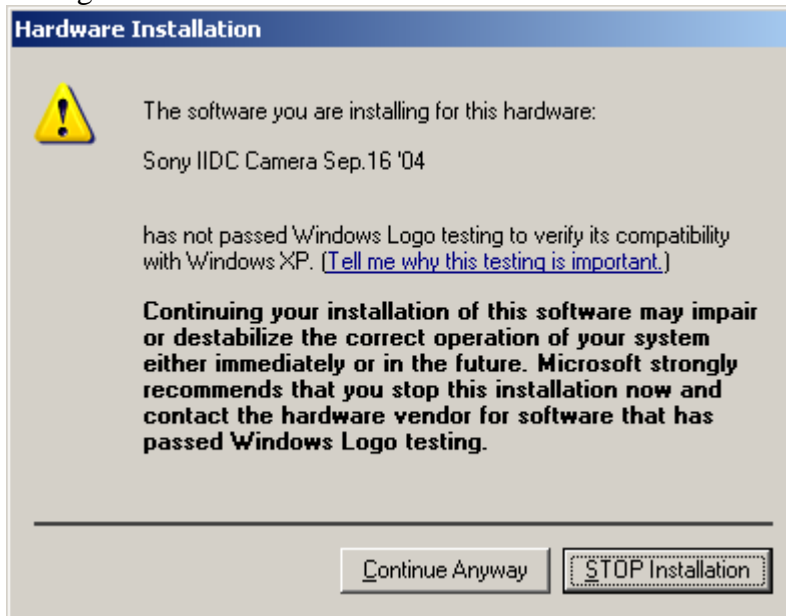 Hardware Installation
The software you are installing for this hardware:
Sony IIDC Camera Sep.16 '04
has not passed Windows Logo testing to verify its compatibility
with Windows XP. (Tell me why this testing is important.)
Continuing your installation of this software may impair
or destabilize the correct operation of your system
either immediately or in the future. Microsoft strongly
recommends that you stop this installation now and
contact the hardware vendor for software that has
passed Windows Logo testing.
Continue Anyway
STOP Installation